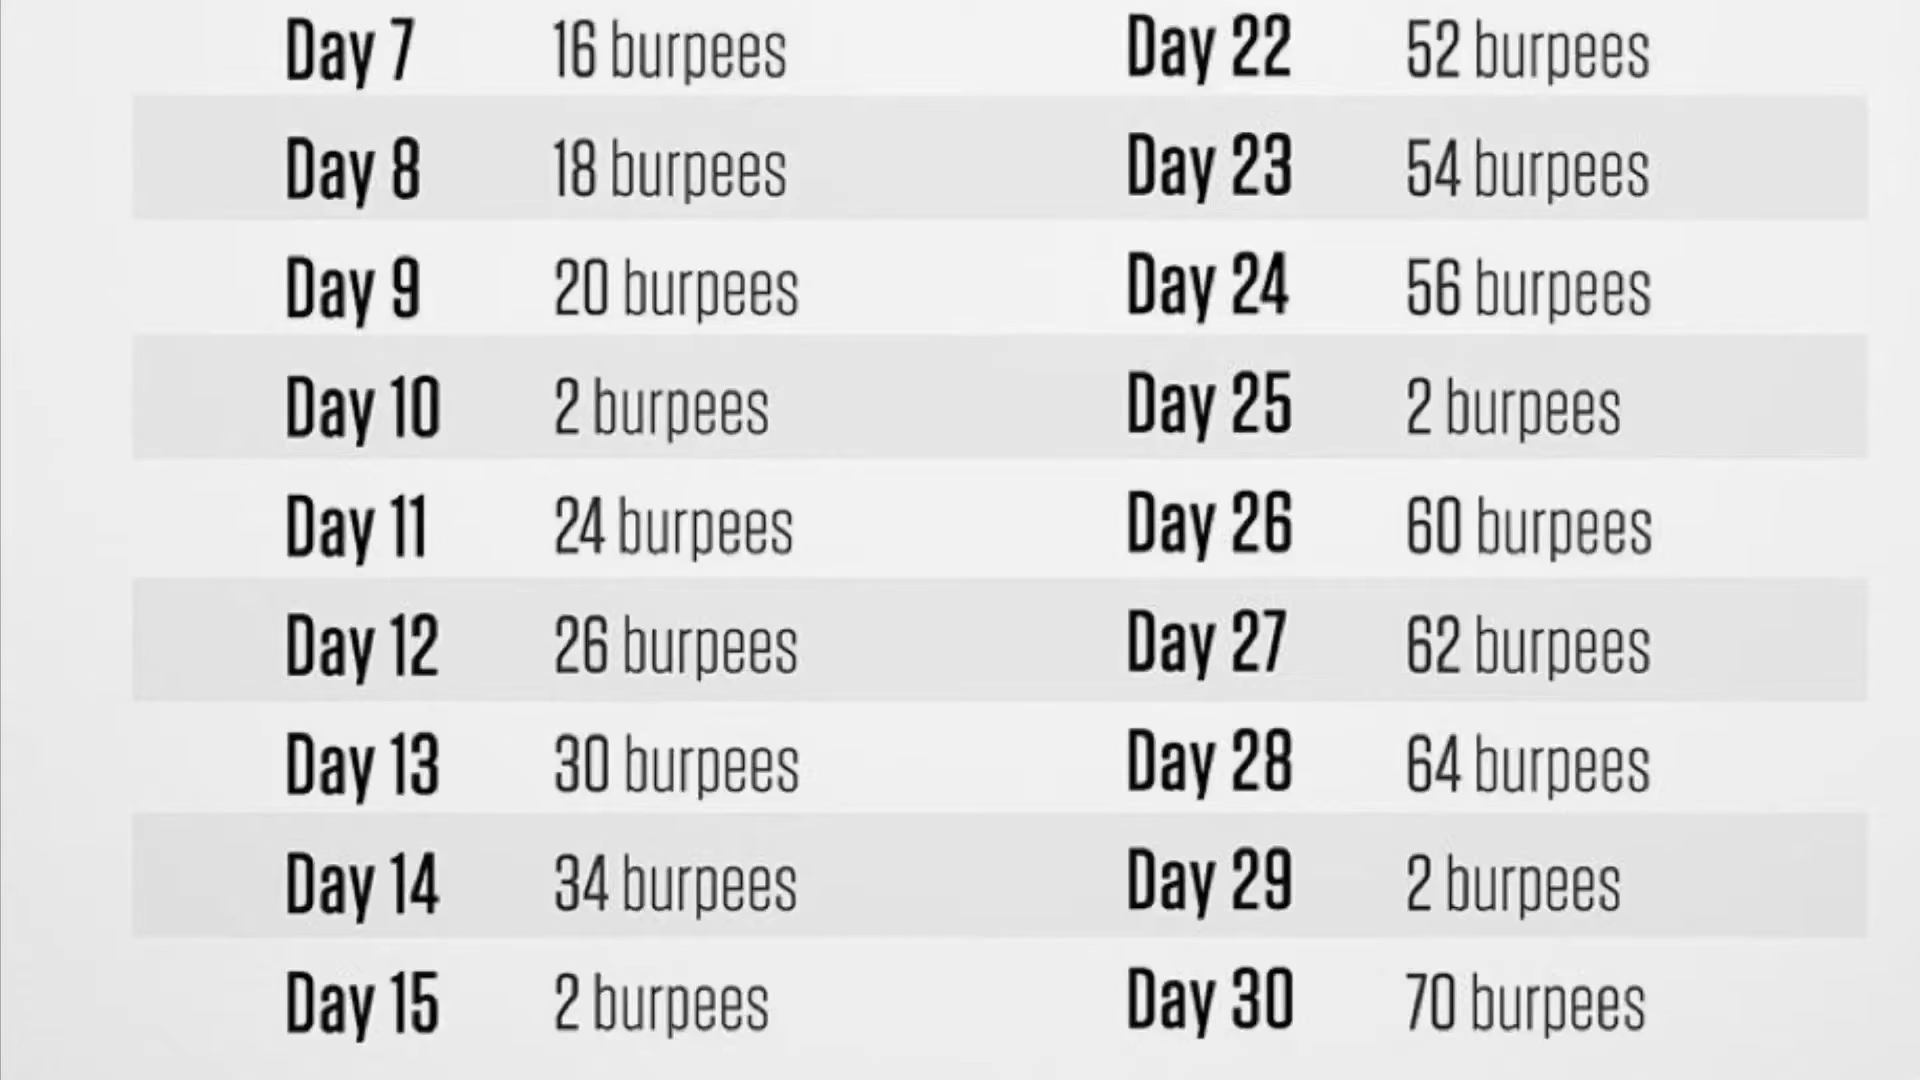 Day 7 16 burpees Day 22 52 burpees
Day 8 18 burpees Day 23 54 burpees
Day 9 20 burpees Day 24 56 burpees
Day 10 2 burpees Day 25 2 burpees
Day 11 24 burpees Day 26 60 burpees
Day 12 26 burpees Day 27 62 burpees
Day 13 30 burpees Day 28 64 burpees
Day 14 34 burpees Day 29 2 burpees
Day 15 2 burpees Day 30 70 burpees